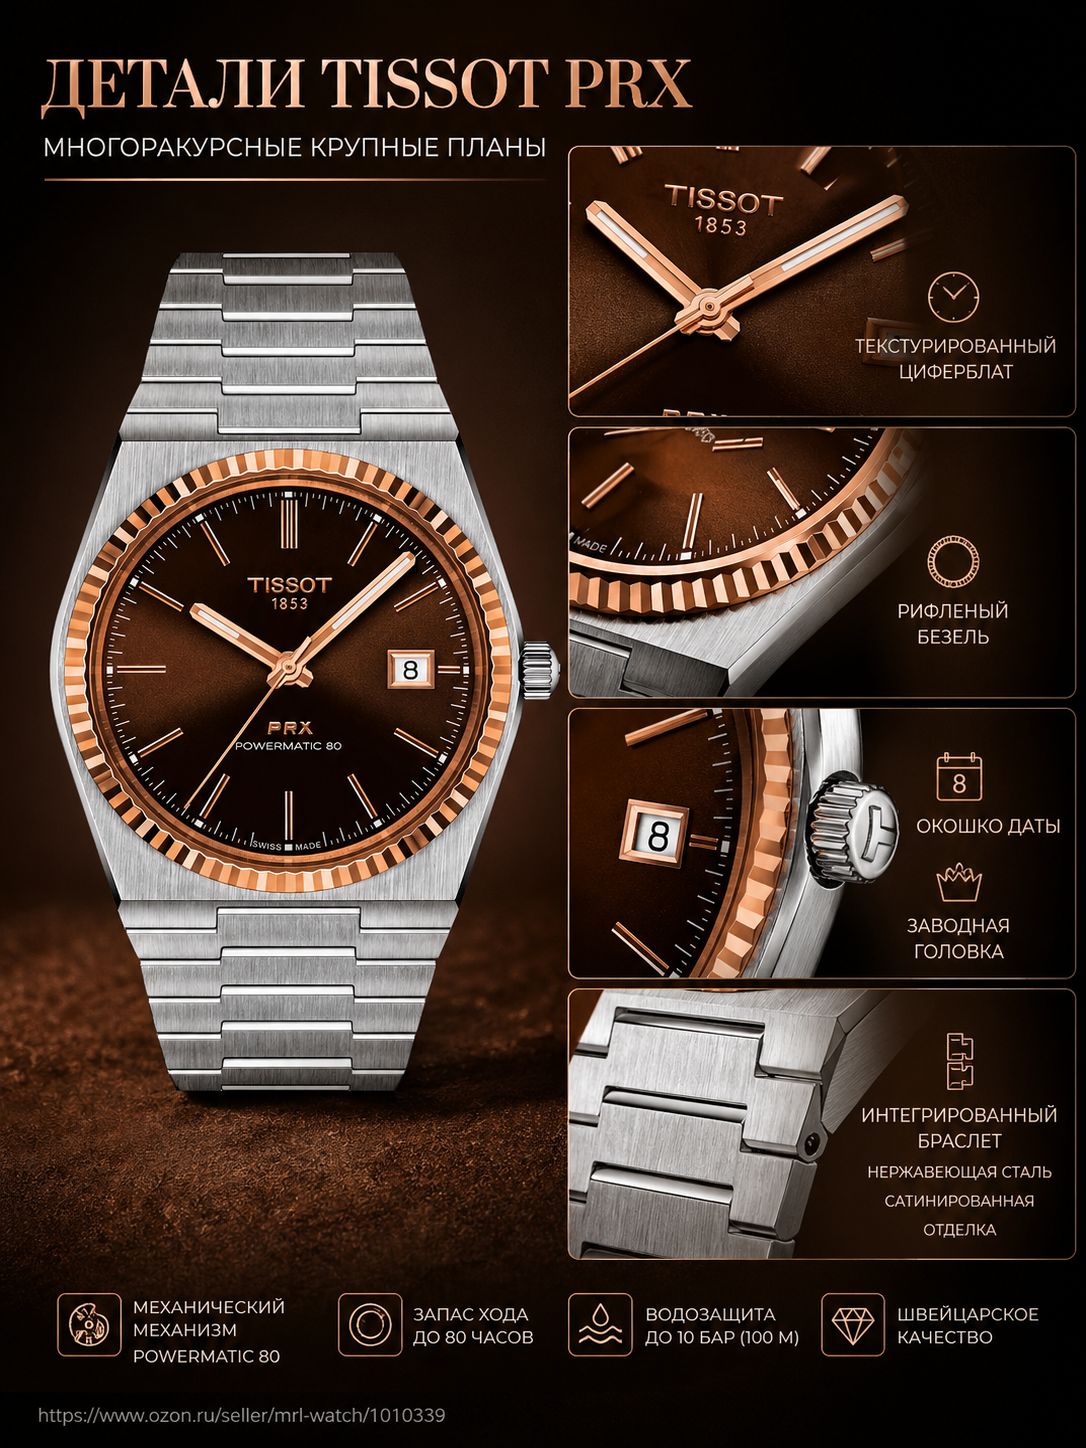 ДЕТАЛИ TISSOT PRX
МНОГОРАКУРСНЫЕ КРУПНЫЕ ПЛАНЫ
TISSOT
1853
8
PRX
POWERMATIC 80
SWISS MADE
TISSOT
1853
ТЕКСТУРИРОВАННЫЙ
ЦИФЕРБЛАТ
MADE
РИФЛЕНЫЙ
БЕЗЕЛЬ
8
8
ОКОШКО ДАТЫ
ЗАВОДНАЯ
ГОЛОВКА
ИНТЕГРИРОВАННЫЙ
БРАСЛЕТ
НЕРЖАВЕЮЩАЯ СТАЛЬ
САТИНИРОВАННАЯ
ОТДЕЛКА
МЕХАНИЧЕСКИЙ
МЕХАНИЗМ
POWERMATIC 80
ЗАПАС ХОДА
ДО 80 ЧАСОВ
ВОДОЗАЩИТА
ДО 10 БАР (100 М)
ШВЕЙЦАРСКОЕ
КАЧЕСТВО
https://www.ozon.ru/seller/mrl-watch/1010339